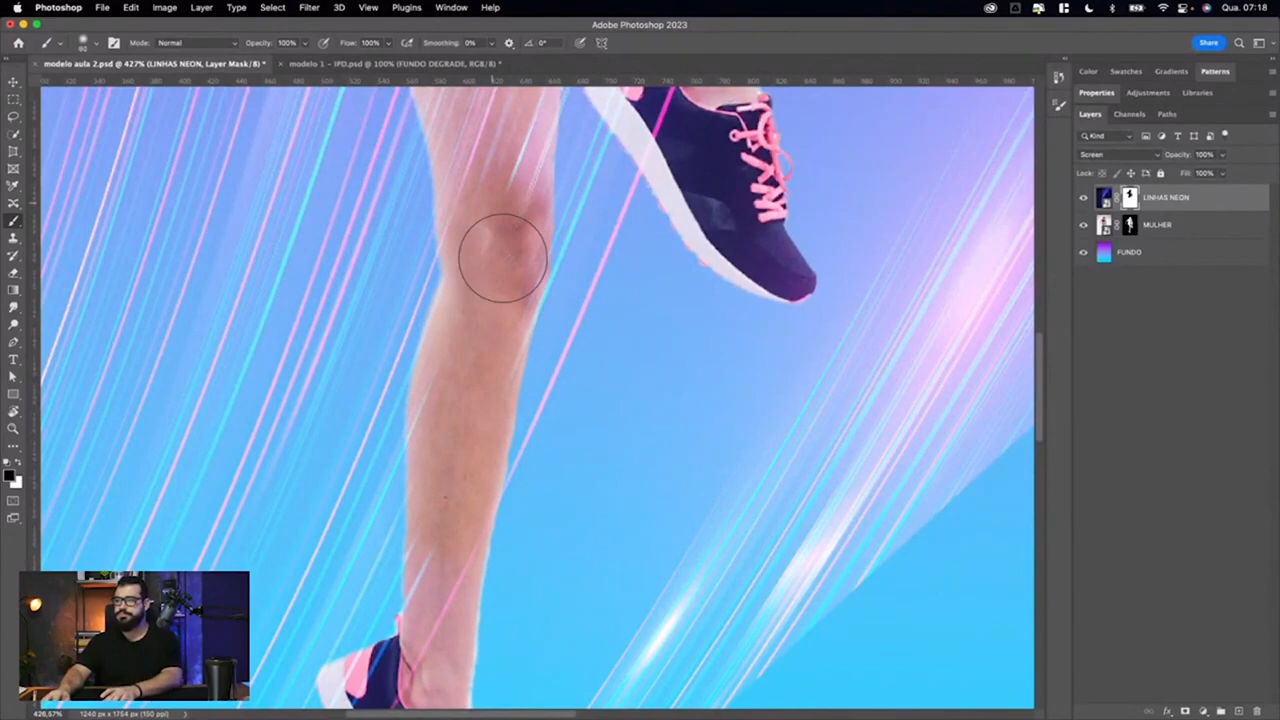 Photoshop File Edit Image Layer Type Select Filter 3D View Plugins Window Help Qua. 07:18
Adobe Photoshop 2023
60 Mode: Normal Opacity: 100% Flow: 100% Smoothing: 0% 0° Share
modelo aula 2.psd @ 427% (LINHAS NEON, Layer Mask/8) * modelo 1 - IPD.psd @ 100% (FUNDO DEGRADE, RGB/8) *
Color Swatches Gradients Patterns
Properties Adjustments Libraries
Layers Channels Paths
Kind
Screen Opacity: 100%
Lock: Fill: 100%
LINHAS NEON
MULHER
FUNDO
426,57% 1240 px x 1754 px (150 ppi)